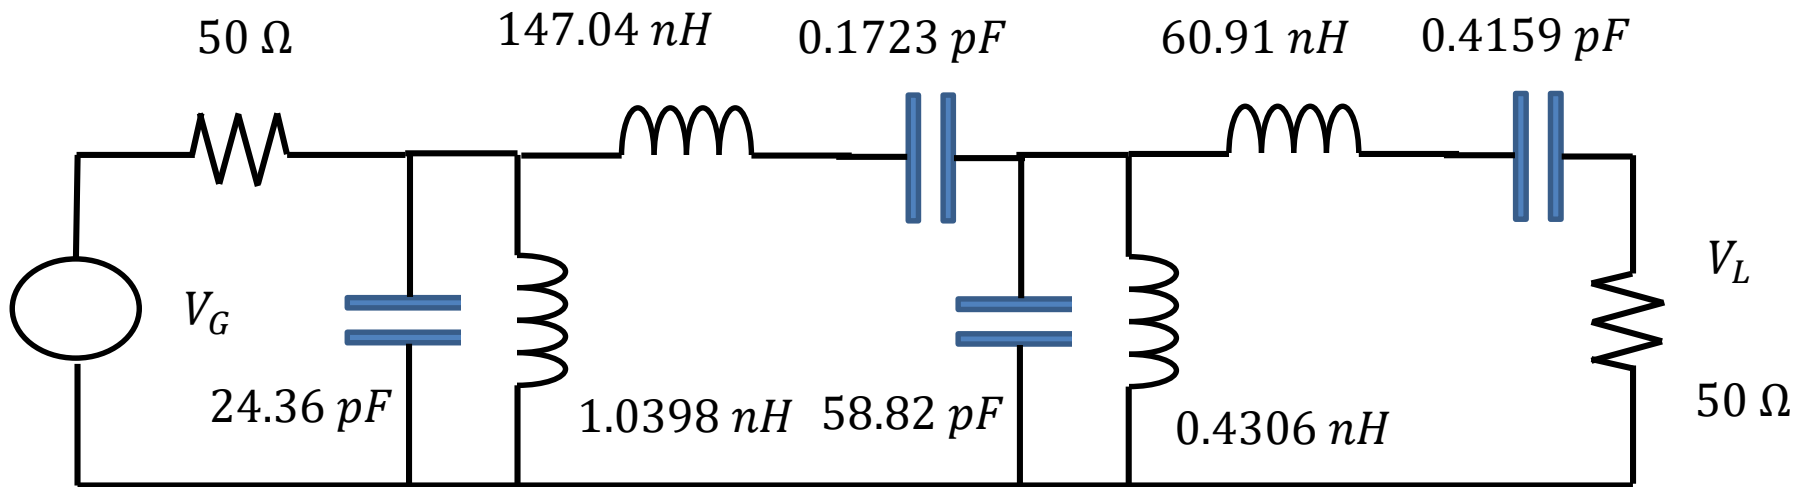 50 Ω
147.04 nH
0.1723 pF
60.91 nH
0.4159 pF
V_G
V_L
24.36 pF
1.0398 nH
58.82 pF
0.4306 nH
50 Ω